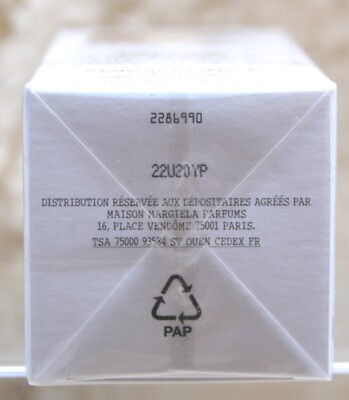 2286990
22U20YP
DISTRIBUTION RÉSERVÉE AUX DÉPOSITAIRES AGRÉÉS PAR
MAISON MARGIELA PARFUMS
16, PLACE VENDÔME 75001 PARIS.
TSA 75000 93584 ST OUEN CEDEX FR
PAP